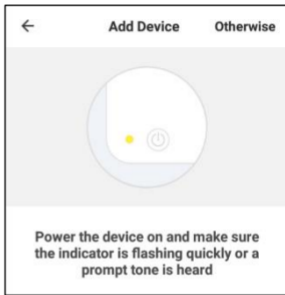 Add Device Otherwise
Power the device on and make sure
the indicator is flashing quickly or a
prompt tone is heard